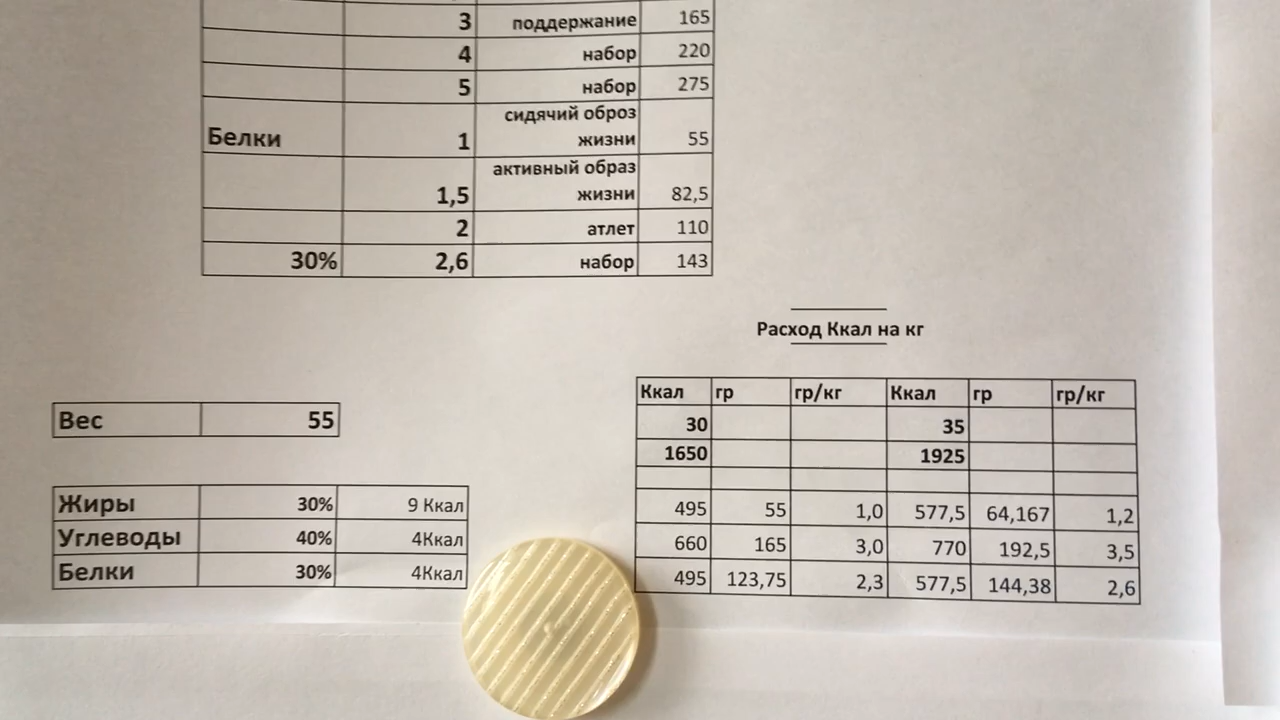 3 поддержание 165
4 набор 220
5 набор 275
сидячий оброз
Белки 1 жизни 55
активный образ
1,5 жизни 82,5
2 атлет 110
30% 2,6 набор 143
Расход Ккал на кг
Ккал гр гр/кг Ккал гр гр/кг
30 35
1650 1925
495 55 1,0 577,5 64,167 1,2
660 165 3,0 770 192,5 3,5
495 123,75 2,3 577,5 144,38 2,6
Вес 55
Жиры 30% 9 Ккал
Углеводы 40% 4Ккал
Белки 30% 4Ккал